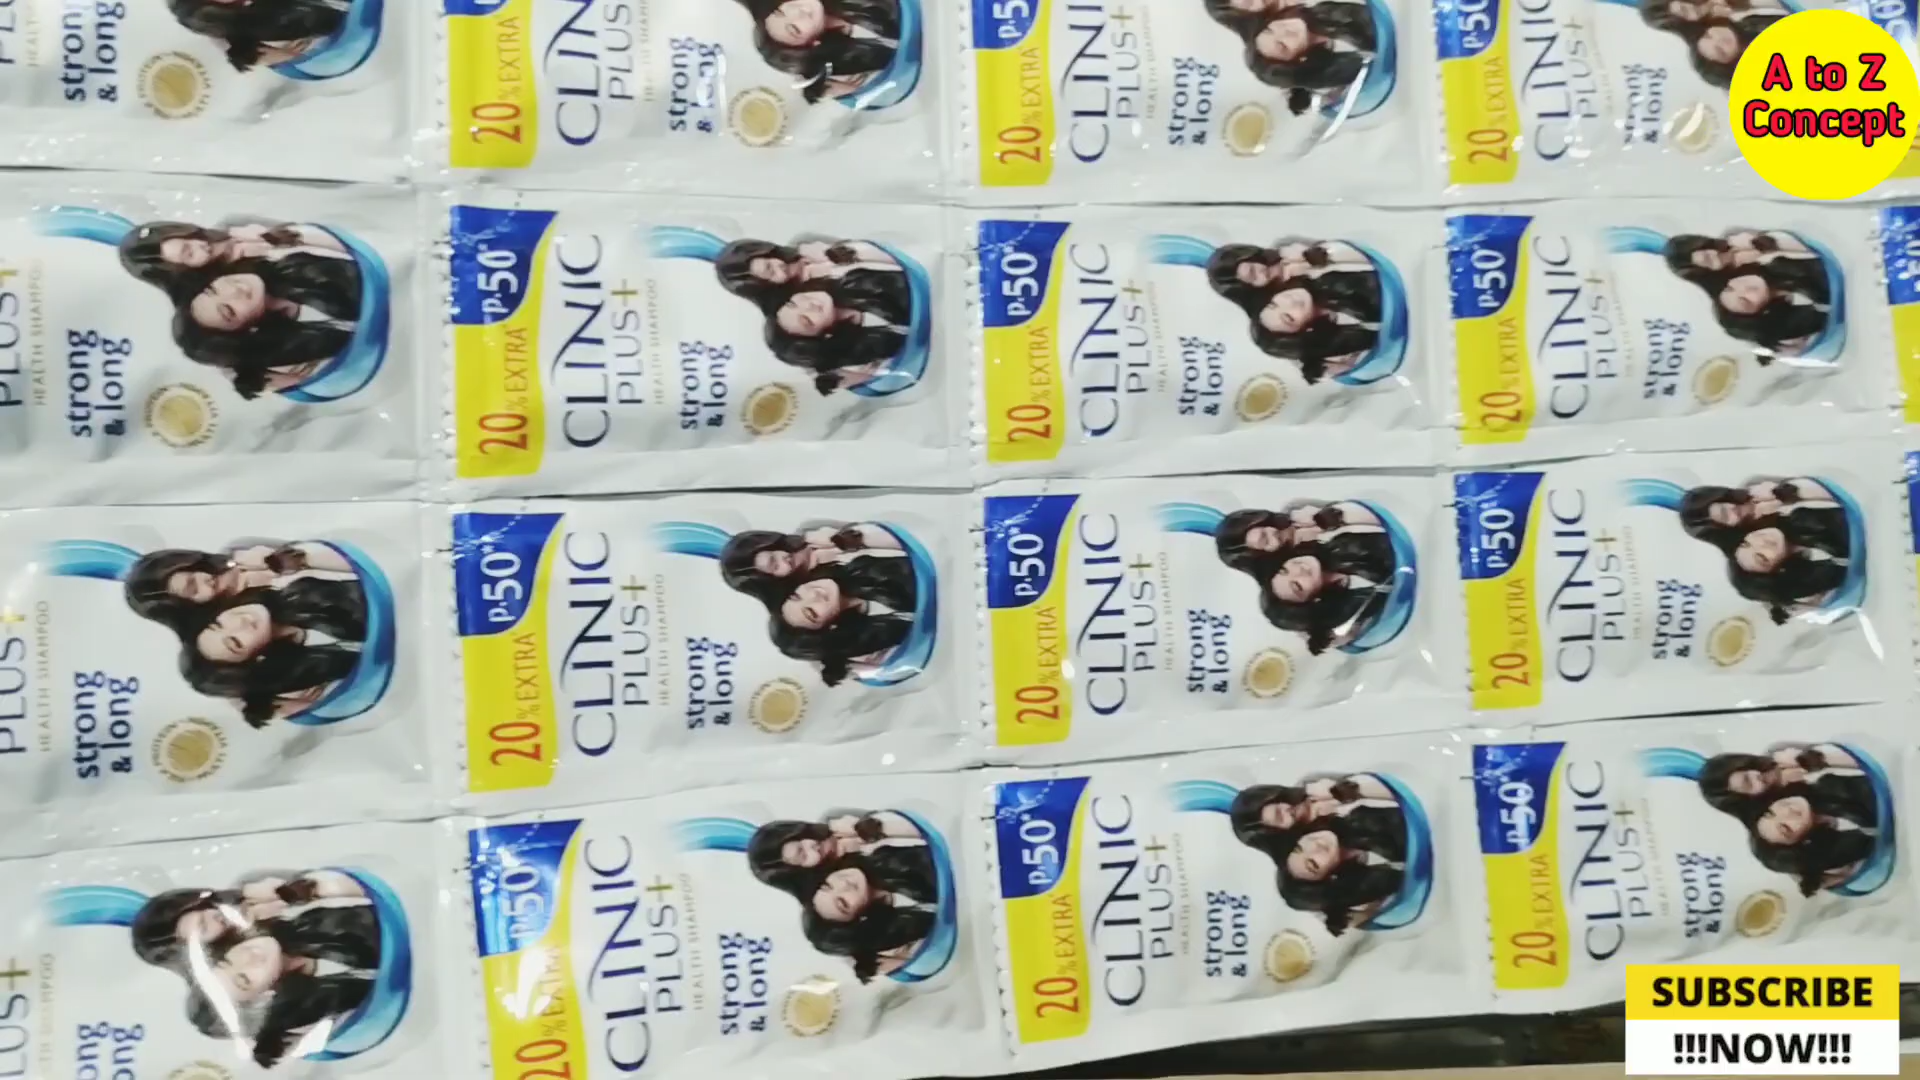 A to Z
Concept
P.50*
20% EXTRA
CLINIC
PLUS+
HEALTH SHAMPOO
strong
& long
SUBSCRIBE
!!!NOW!!!